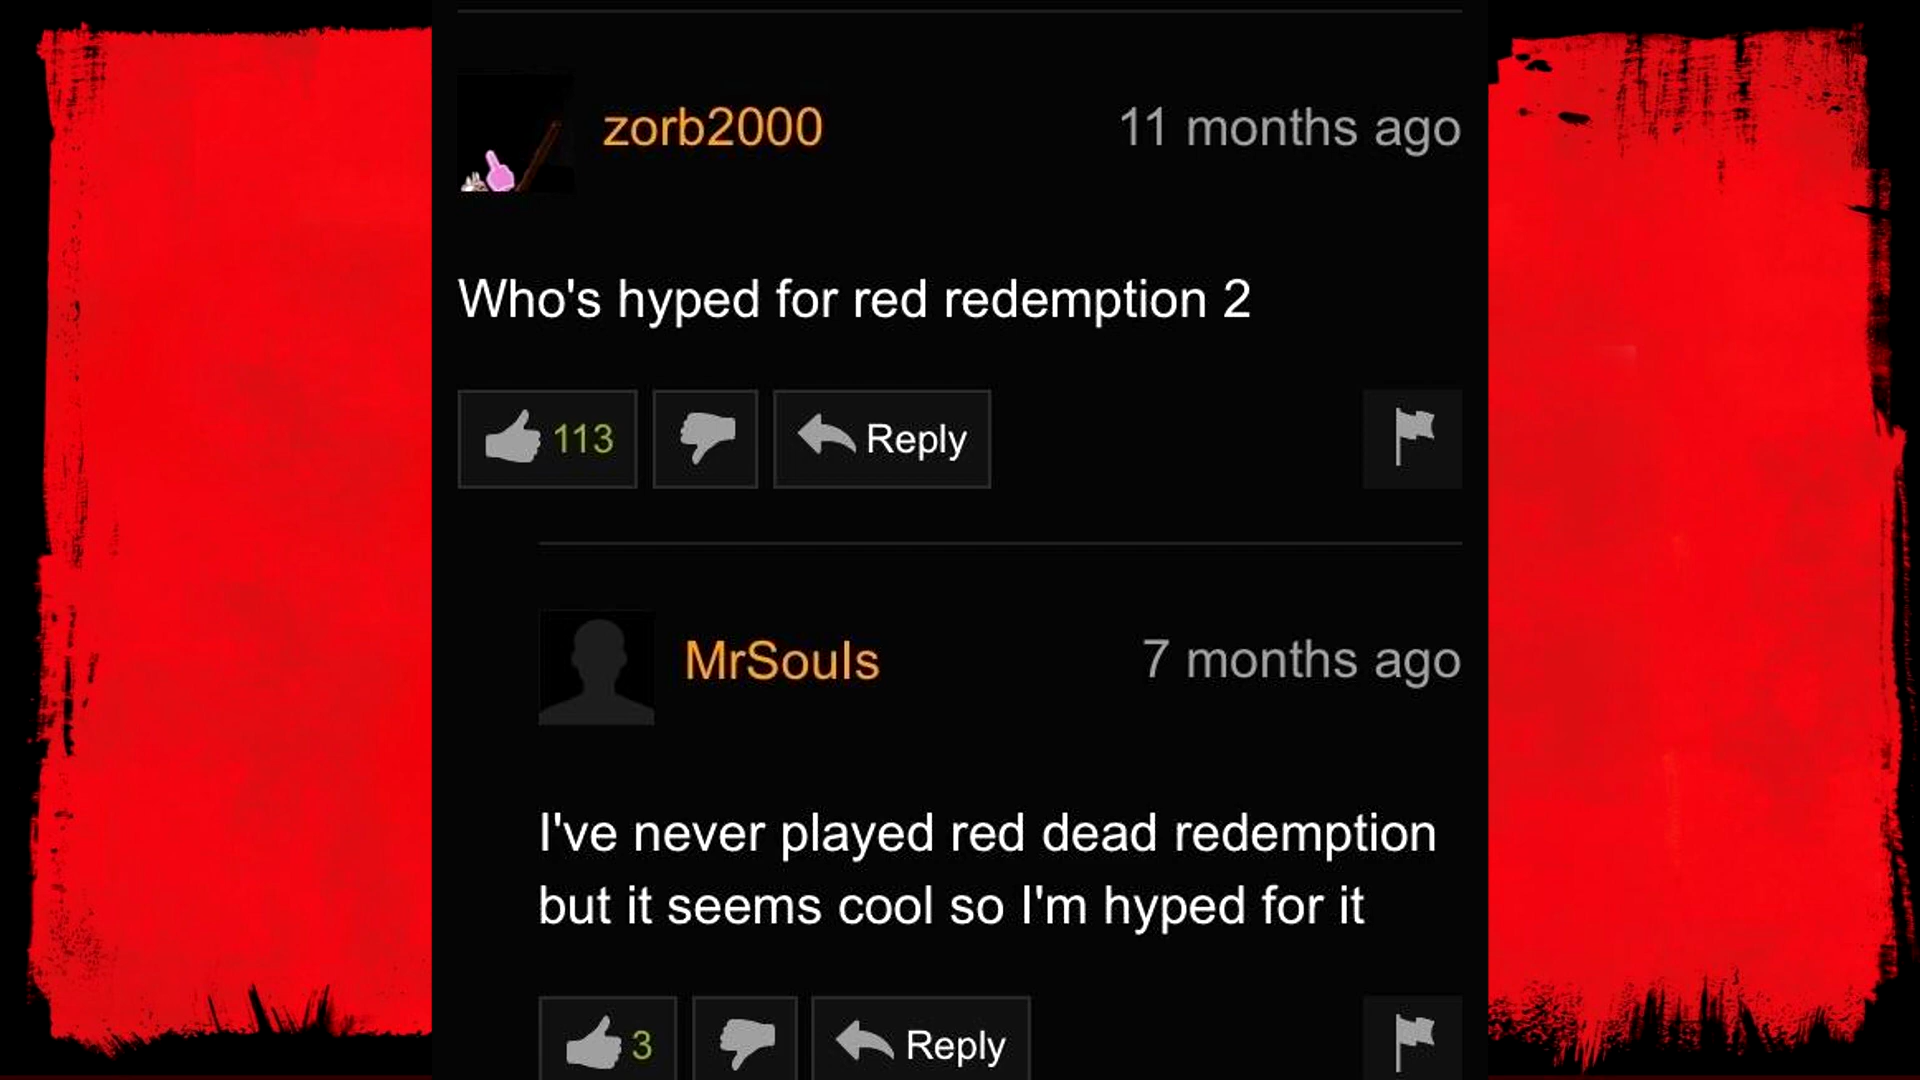 zorb2000 11 months ago
Who's hyped for red redemption 2
113 Reply
MrSouls 7 months ago
I've never played red dead redemption
but it seems cool so I'm hyped for it
3 Reply